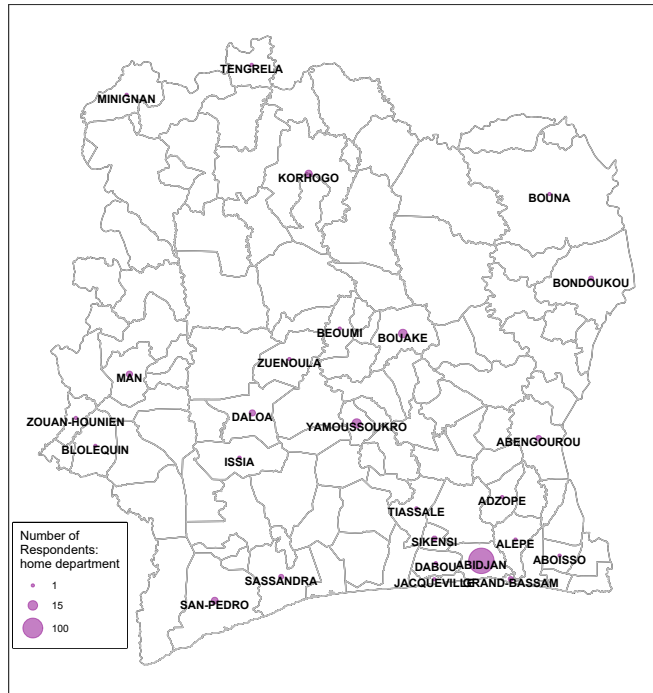 TENGRELA
MINIGNAN
KORHOGO
BOUNA
BONDOUKOU
BEOUMI
BOUAKE
ZUENOULA
MAN
DALOA
ZOUAN-HOUNIEN
YAMOUSSOUKRO
ABENGOUROU
BLOLEQUIN
ISSIA
ADZOPE
TIASSALE
SIKENSI
ALEPE
ABOISSO
DABOU
ABIDJAN
SASSANDRA
JACQUEVILLE
GRAND-BASSAM
SAN-PEDRO
Number of
Respondents:
home department
1
15
100